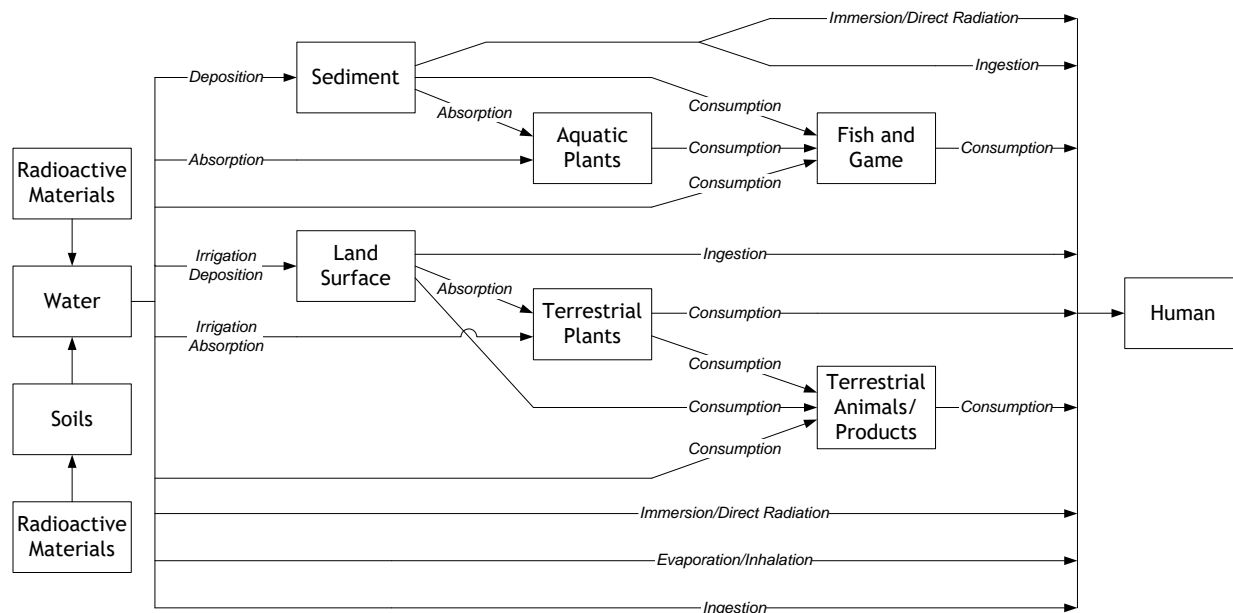 Immersion/Direct Radiation
Sediment
Deposition
Ingestion
Absorption
Consumption
Aquatic
Plants
Fish and
Game
Absorption
Consumption
Consumption
Radioactive
Materials
Consumption
Irrigation
Deposition
Land
Surface
Ingestion
Water
Absorption
Terrestrial
Plants
Consumption
Human
Irrigation
Absorption
Consumption
Soils
Consumption
Terrestrial
Animals/
Products
Consumption
Consumption
Radioactive
Materials
Immersion/Direct Radiation
Evaporation/Inhalation
Ingestion